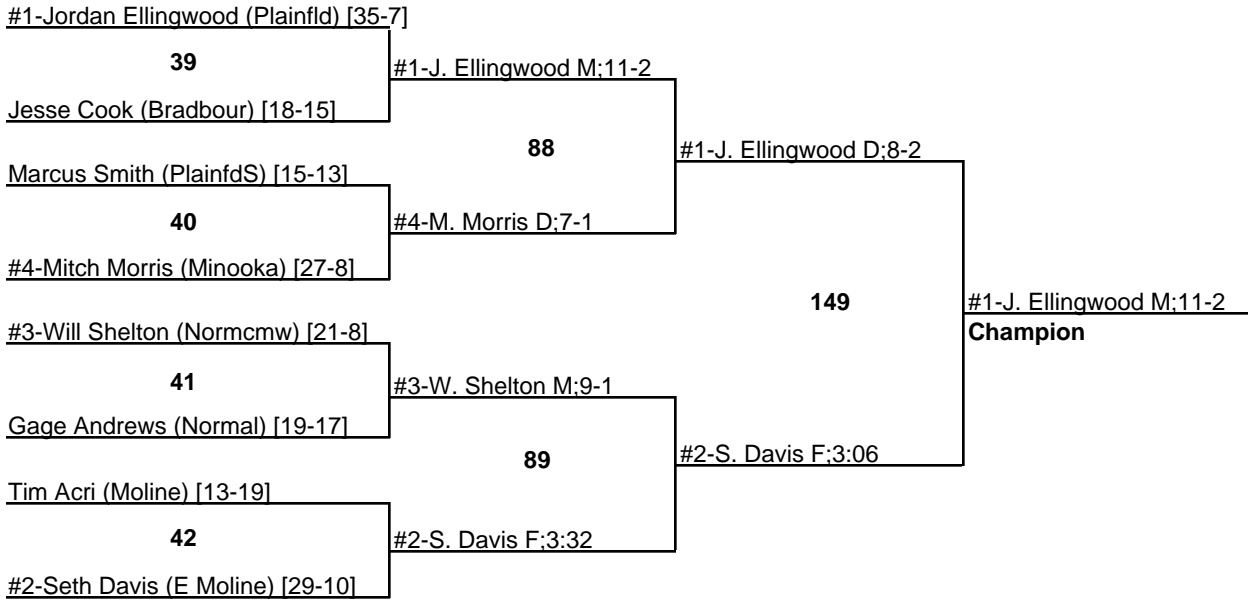 #1-Jordan Ellingwood (Plainfld) [35-7]
39
#1-J. Ellingwood M;11-2
Jesse Cook (Bradbour) [18-15]
88
#1-J. Ellingwood D;8-2
Marcus Smith (PlainfdS) [15-13]
40
#4-M. Morris D;7-1
#4-Mitch Morris (Minooka) [27-8]
149
#1-J. Ellingwood M;11-2
Champion
#3-Will Shelton (Normcmw) [21-8]
41
#3-W. Shelton M;9-1
Gage Andrews (Normal) [19-17]
89
#2-S. Davis F;3:06
Tim Acri (Moline) [13-19]
42
#2-S. Davis F;3:32
#2-Seth Davis (E Moline) [29-10]